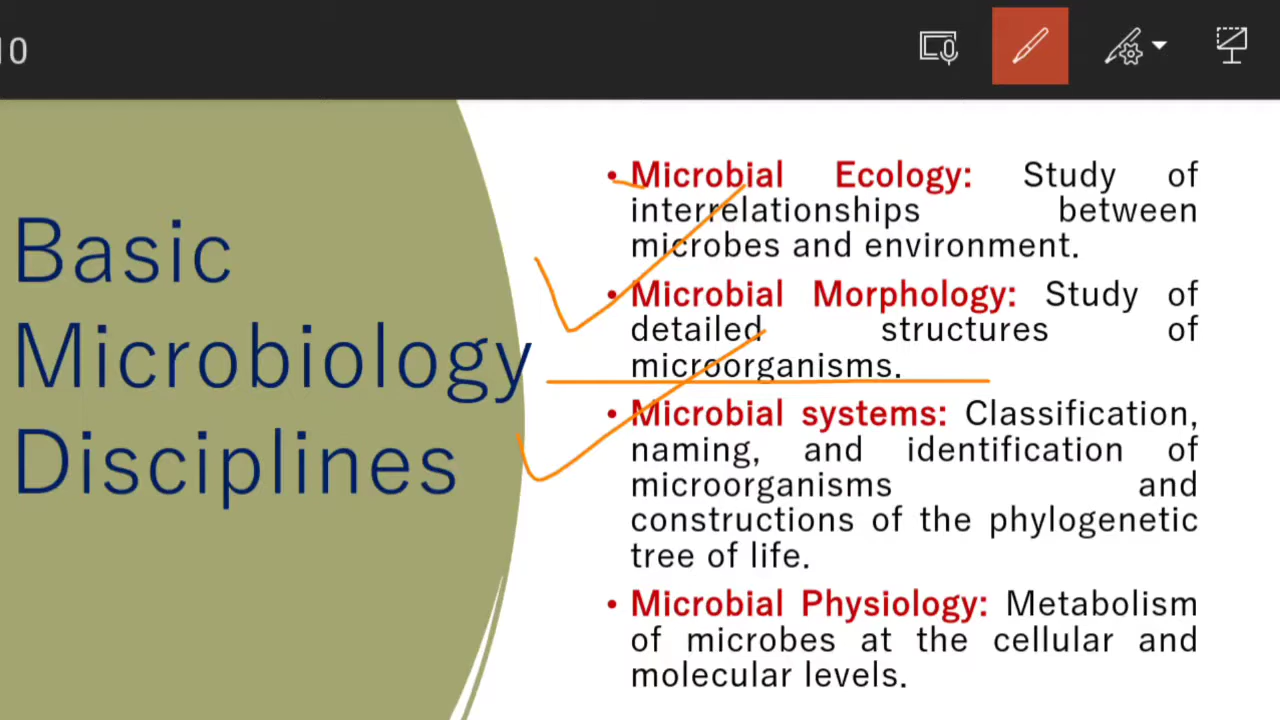 10
Basic
Microbiology
Disciplines
• Microbial Ecology: Study of
interrelationships between
microbes and environment.
• Microbial Morphology: Study of
detailed structures of
microorganisms.
• Microbial systems: Classification,
naming, and identification of
microorganisms and
constructions of the phylogenetic
tree of life.
• Microbial Physiology: Metabolism
of microbes at the cellular and
molecular levels.